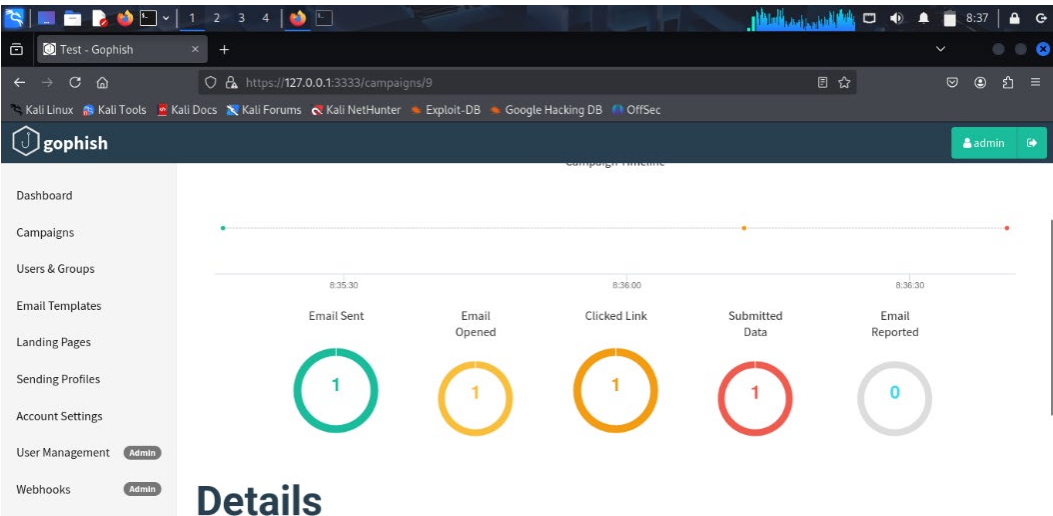 1 2 3 4 8:37
Test - Gophish
https://127.0.0.1:3333/campaigns/9
Kali Linux Kali Tools Kali Docs Kali Forums Kali NetHunter Exploit-DB Google Hacking DB OffSec
gophish admin
Campaign Timeline
Dashboard
Campaigns
Users & Groups
Email Templates
Landing Pages
Sending Profiles
Account Settings
User Management Admin
Webhooks Admin
8:35:30 8:36:00 8:36:30
Email Sent
Email
Opened
Clicked Link
Submitted
Data
Email
Reported
1 1 1 1 0
Details